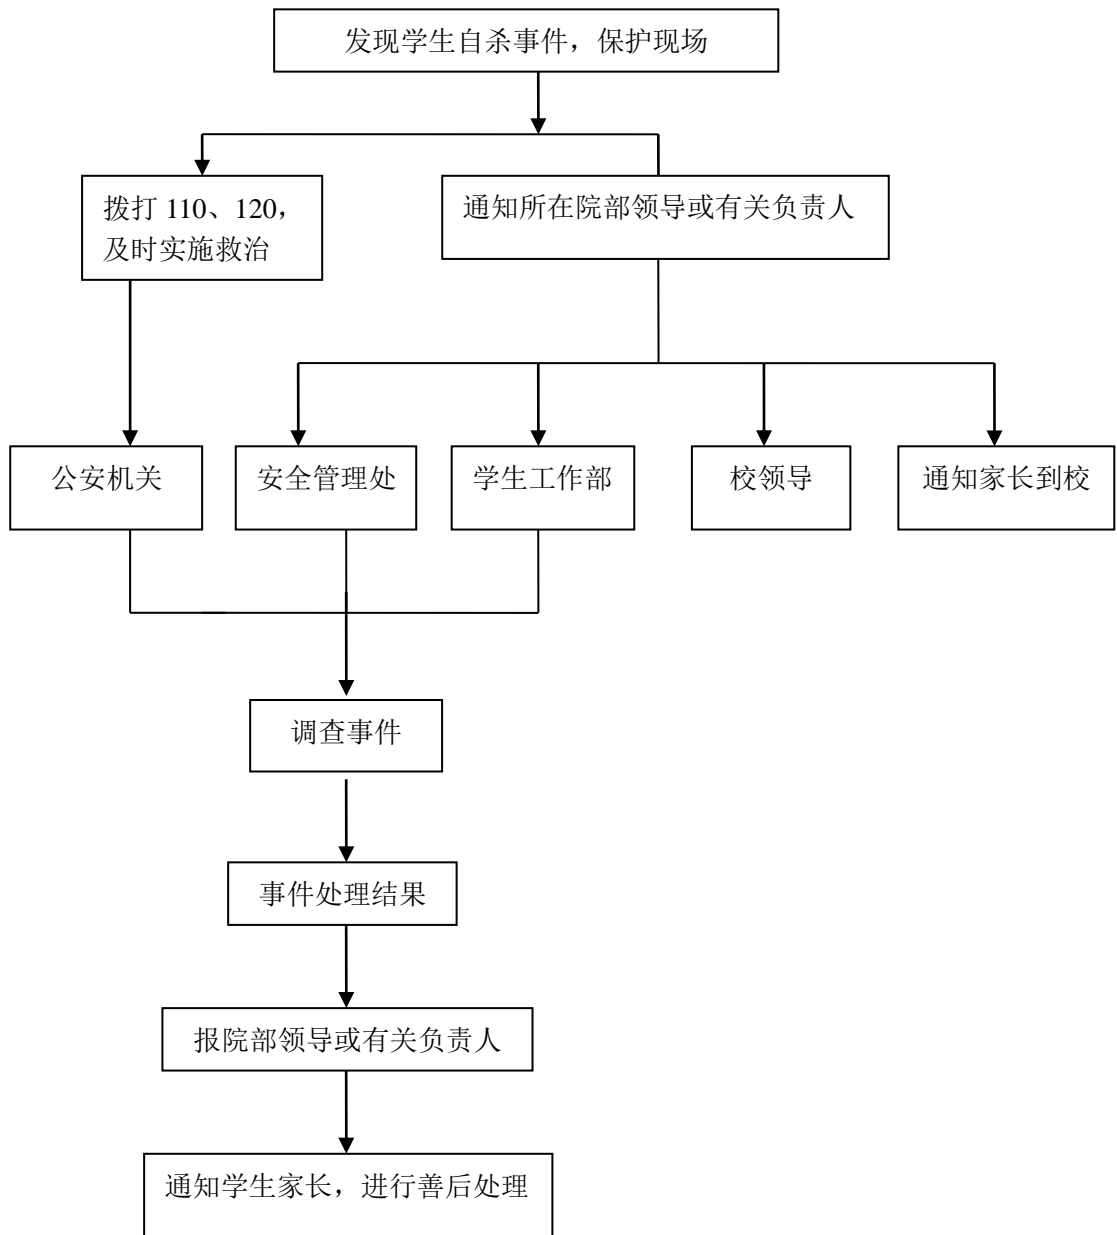 发现学生自杀事件，保护现场
拨打 110、120，
及时实施救治
通知所在院部领导或有关负责人
公安机关
安全管理处
学生工作部
校领导
通知家长到校
调查事件
事件处理结果
报院部领导或有关负责人
通知学生家长，进行善后处理